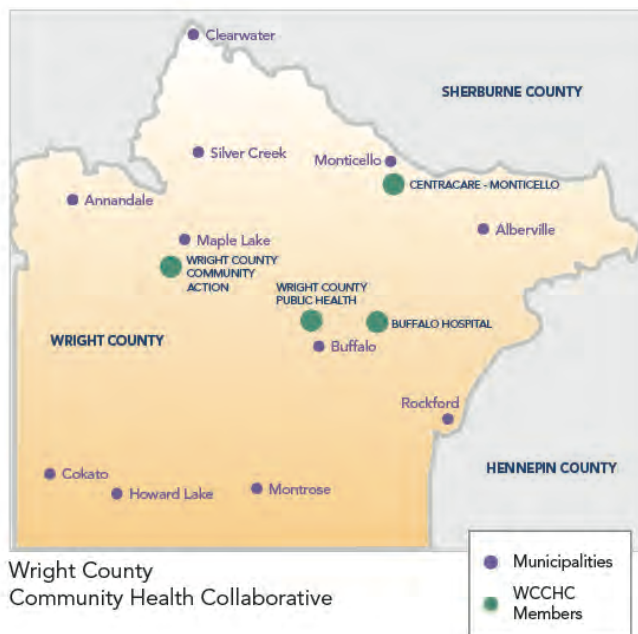 Clearwater
SHERBURNE COUNTY
Silver Creek
Monticello
CENTRACARE - MONTICELLO
Annandale
Alberville
Maple Lake
WRIGHT COUNTY
COMMUNITY
ACTION
WRIGHT COUNTY
PUBLIC HEALTH
BUFFALO HOSPITAL
WRIGHT COUNTY
Buffalo
Rockford
HENNEPIN COUNTY
Cokato
Howard Lake
Montrose
Wright County
Community Health Collaborative
Municipalities
WCCHC
Members